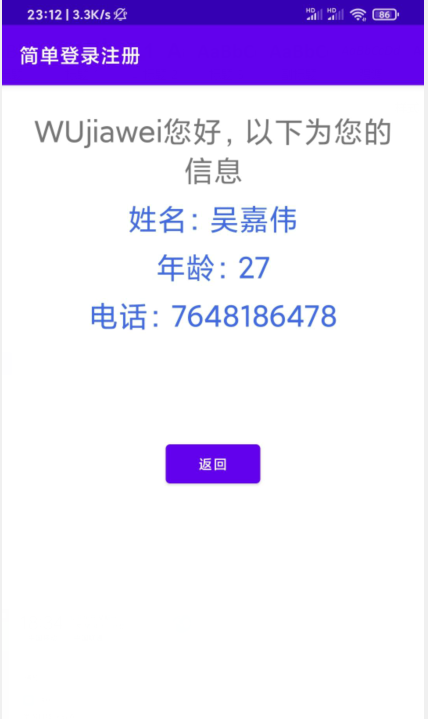 23:12 | 3.3K/s
HD HD 86
简单登录注册
WUjiawei您好，以下为您的
信息
姓名：吴嘉伟
年龄：27
电话：7648186478
返回